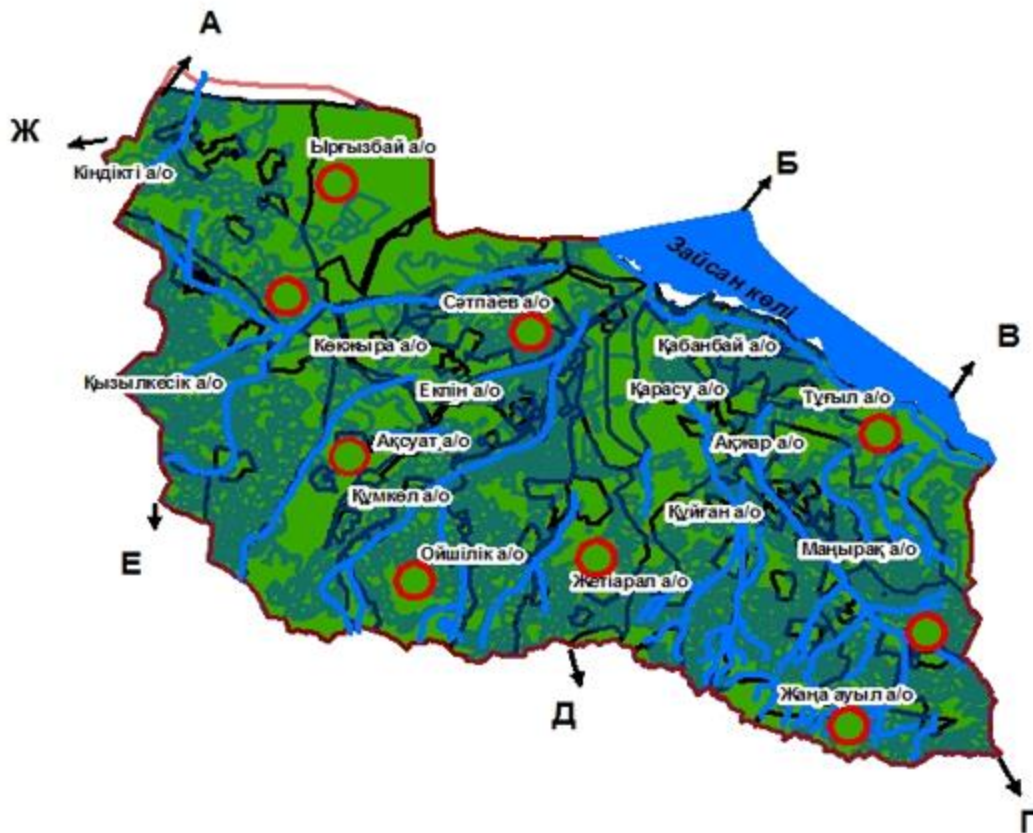 А
Ж
Ырғызбай а/о
Б
Кіндікті а/о
Зайсан көлі
Сәтпаев а/о
В
Көкжыра а/о
Қабанбай а/о
Қызылкесік а/о
Екпін а/о
Қарасу а/о
Тұғыл а/о
Ақсуат а/о
Ақжар а/о
Құмкөл а/о
Құйған а/о
Ойшілік а/о
Маңырақ а/о
Е
Жетіарал а/о
Жаңа ауыл а/о
Д
Г